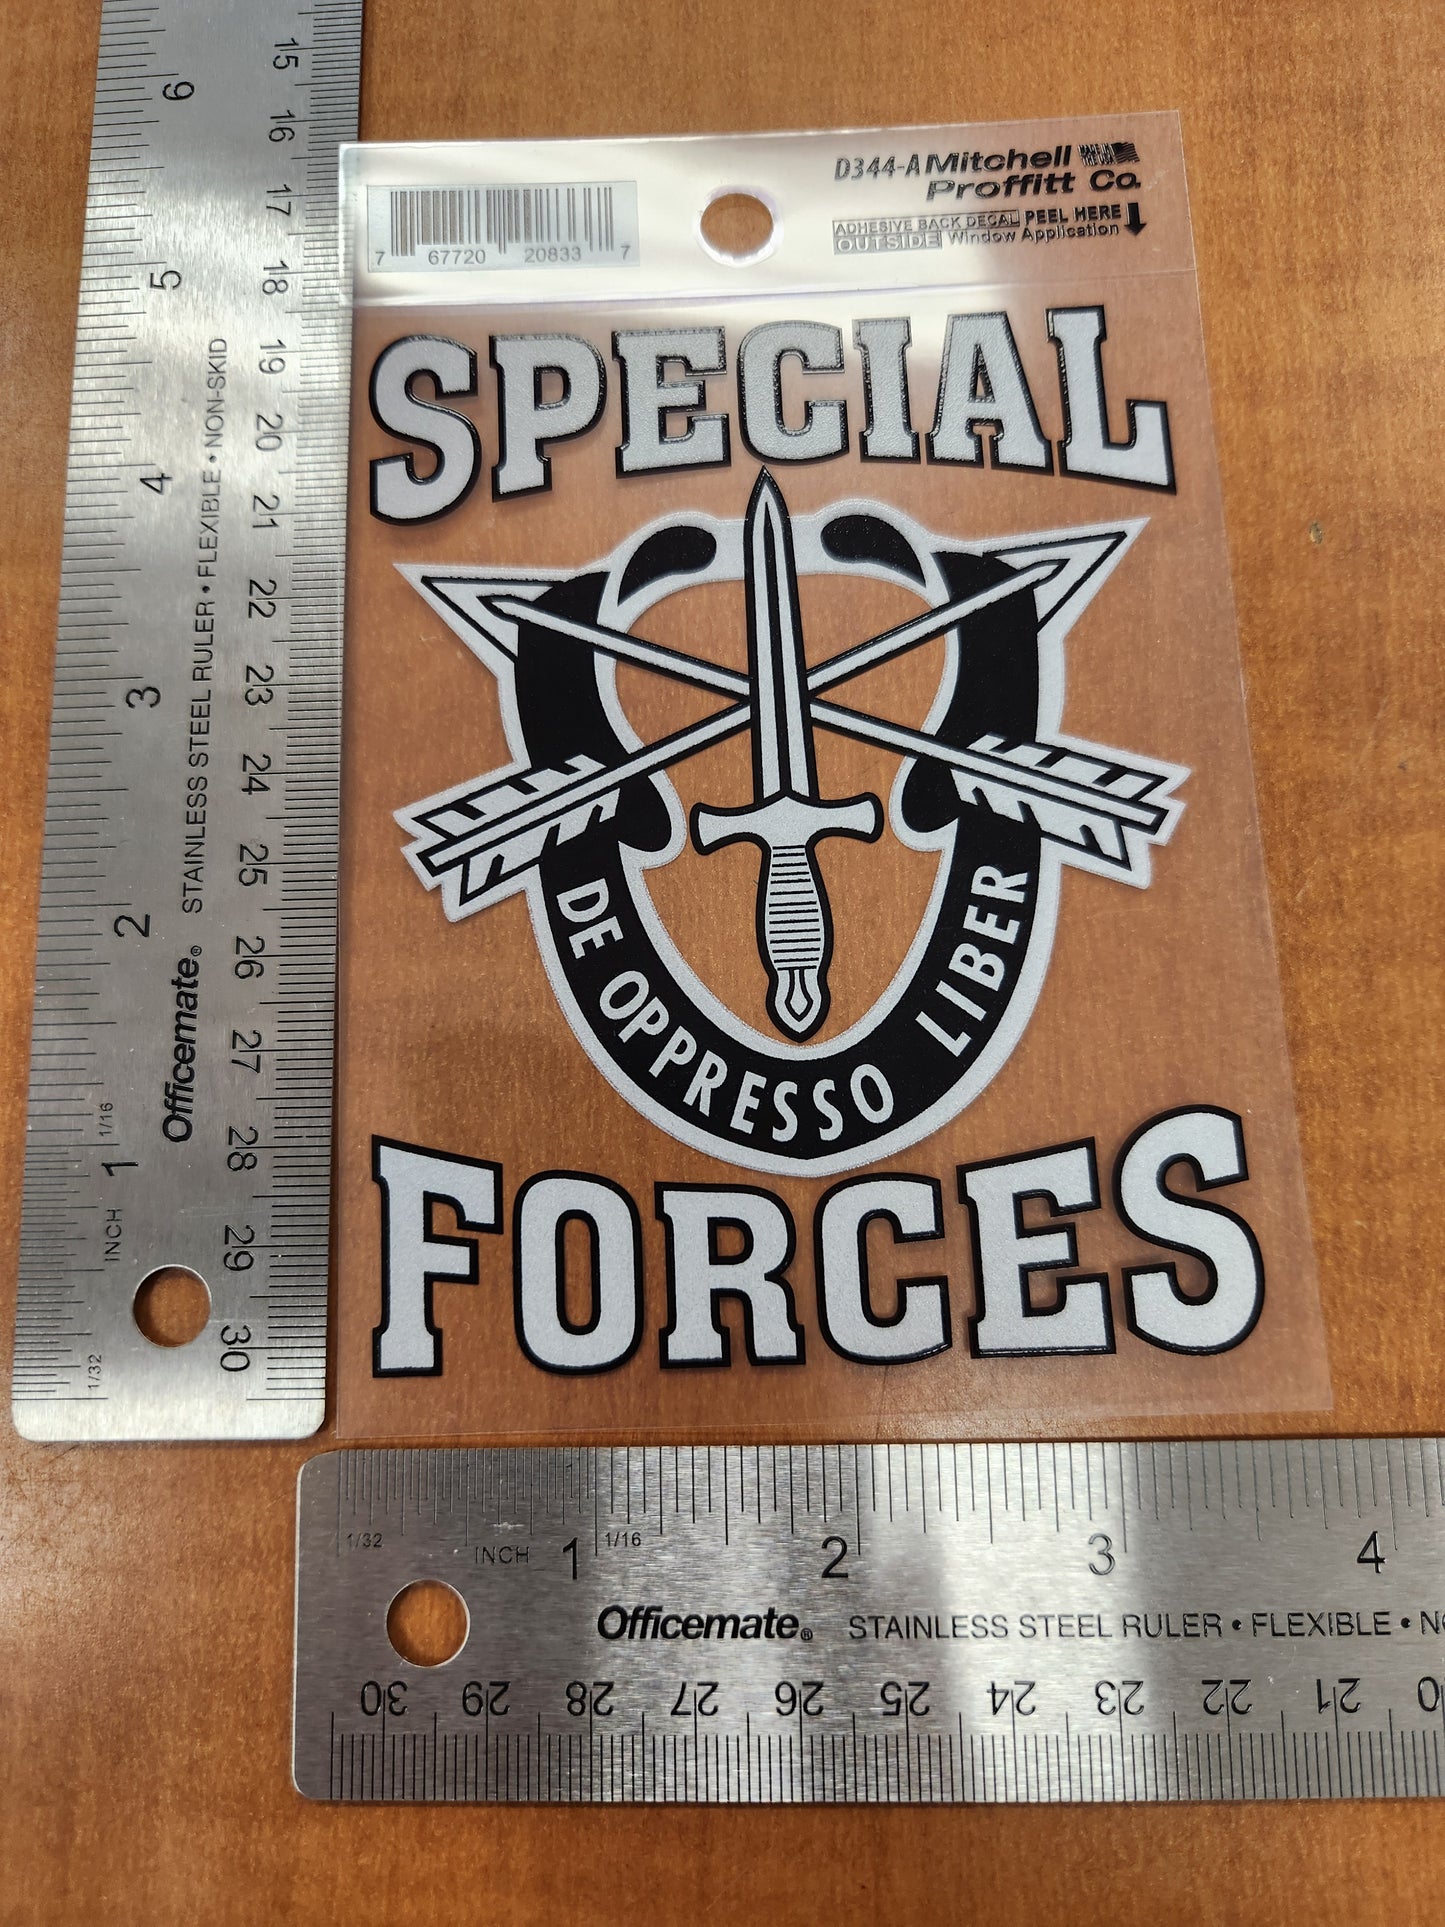 D344-A Mitchell
Proffitt Co.
ADHESIVE BACK DECAL PEEL HERE
OUTSIDE Window Application
7 67720 20833 7
SPECIAL
DE OPPRESSO LIBER
FORCES
6
5
4
3
2
1
INCH
1/16
1/32
Officemate® STAINLESS STEEL RULER • FLEXIBLE • NON-SKID
15
16
17
18
19
20
21
22
23
24
25
26
27
28
29
30
1/32 INCH 1 1/16 2 3 4
Officemate® STAINLESS STEEL RULER • FLEXIBLE •
30 29 28 27 26 25 24 23 22 21